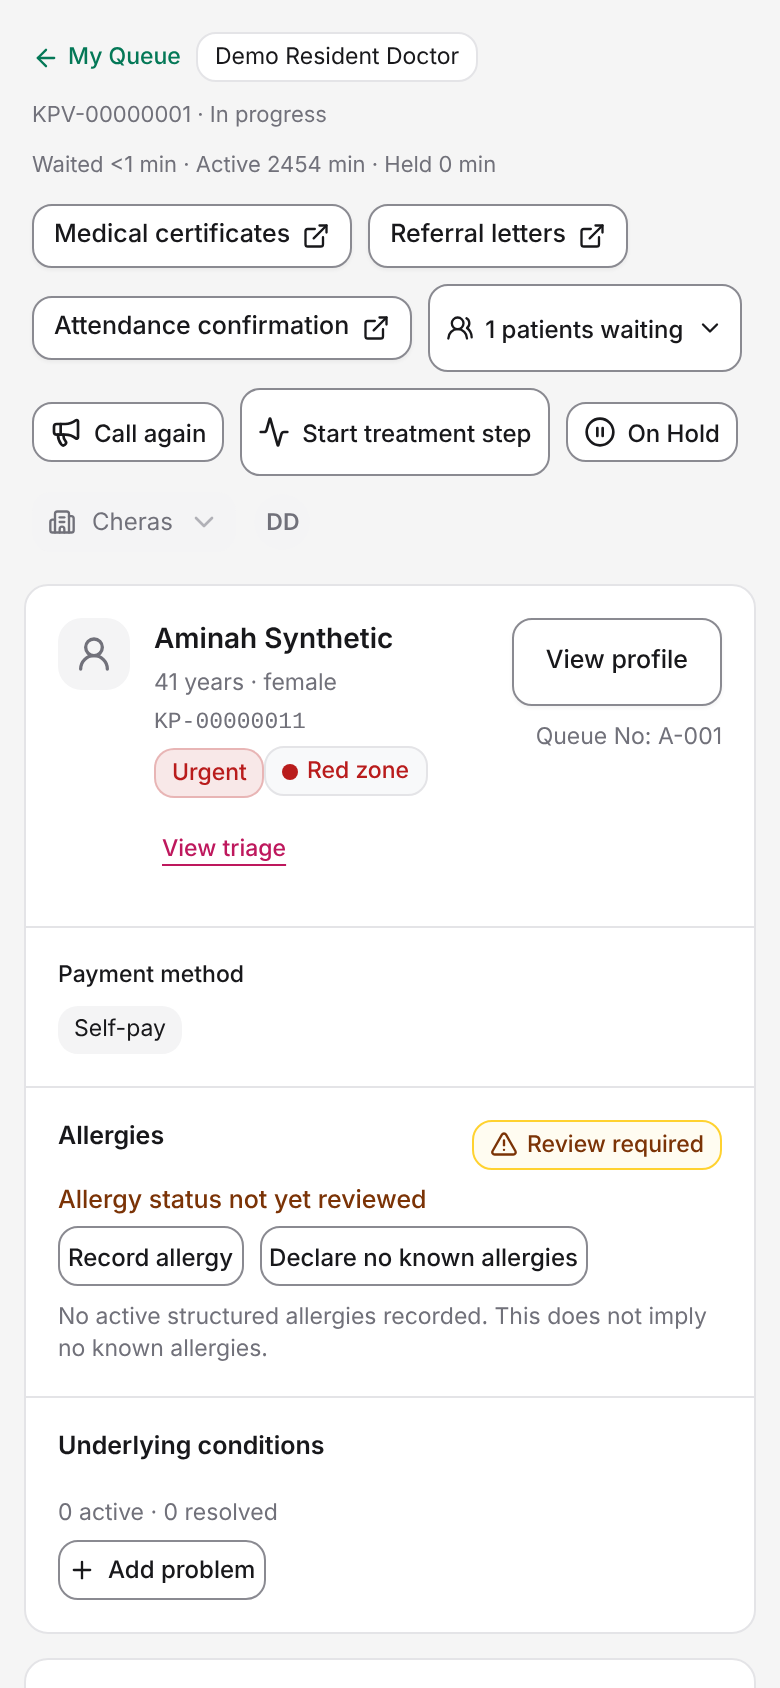 My Queue
Demo Resident Doctor
KPV-00000001 · In progress
Waited <1 min · Active 2454 min · Held 0 min
Medical certificates
Referral letters
Attendance confirmation
1 patients waiting
Call again
Start treatment step
On Hold
Cheras
DD
Aminah Synthetic
View profile
41 years · female
KP-00000011
Queue No: A-001
Urgent
Red zone
View triage
Payment method
Self-pay
Allergies
Review required
Allergy status not yet reviewed
Record allergy
Declare no known allergies
No active structured allergies recorded. This does not imply
no known allergies.
Underlying conditions
0 active · 0 resolved
Add problem